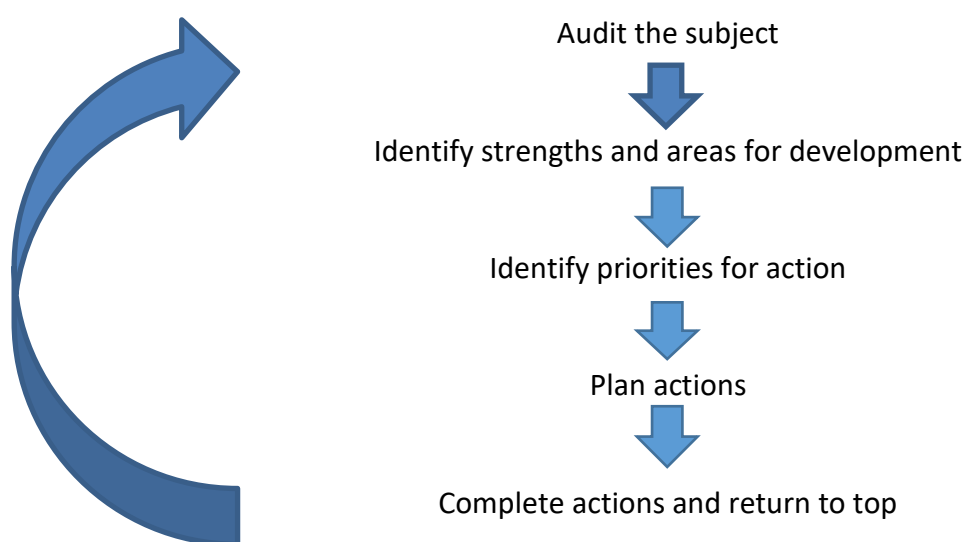 Audit the subject
Identify strengths and areas for development
Identify priorities for action
Plan actions
Complete actions and return to top